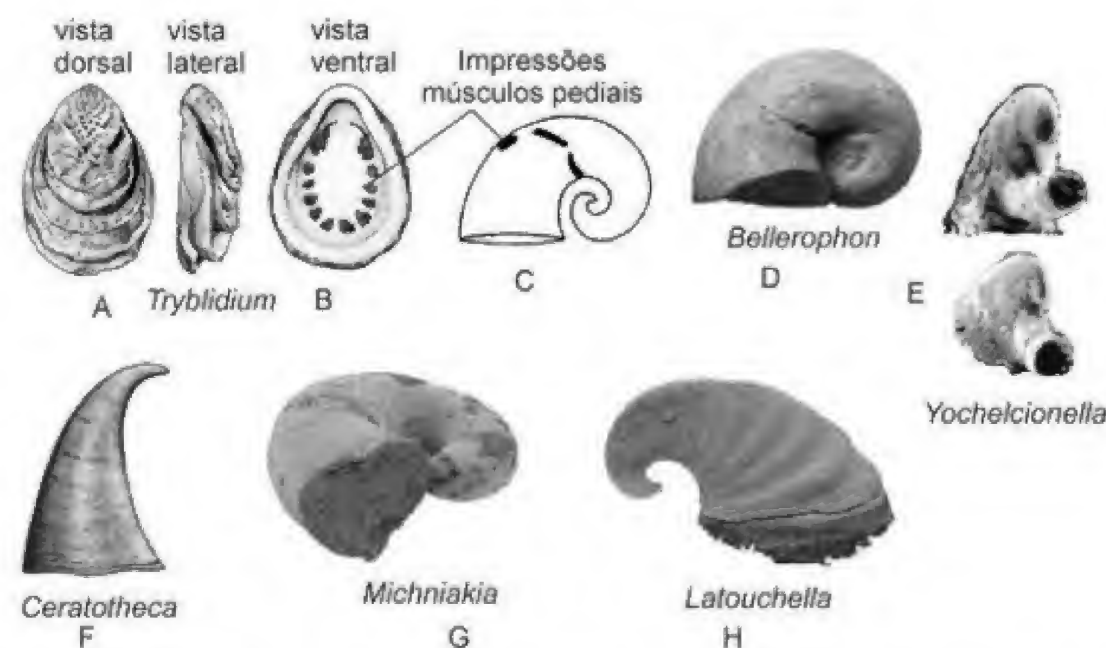 vista dorsal
vista lateral
vista ventral
Impressões músculos pediais
A
Tryblidium
B
C
Bellerophon
D
E
Yochelcionella
Ceratotheca
F
Michniakia
G
Latouchella
H